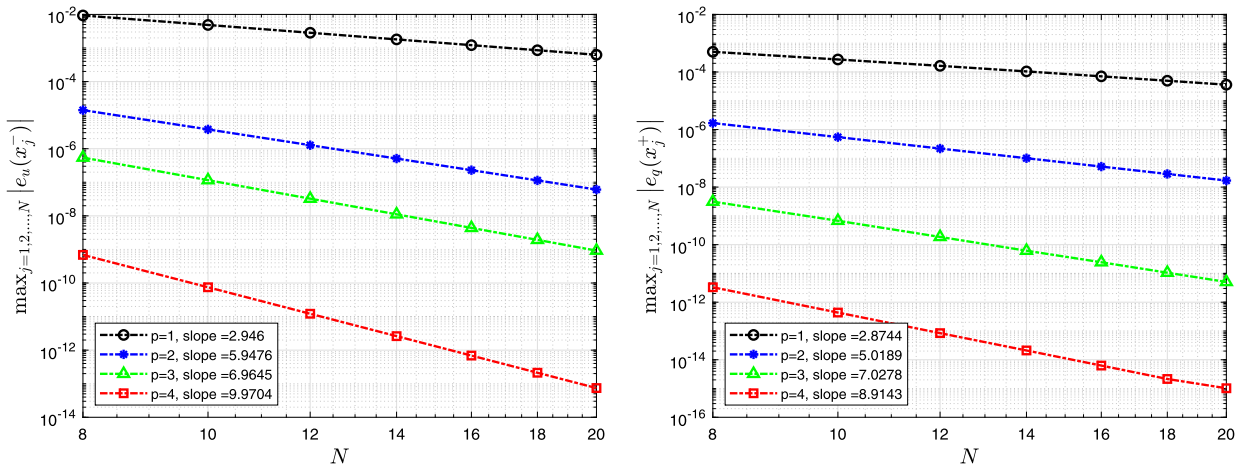 10^{-2}
10^{-4}
10^{-6}
10^{-8}
10^{-10}
10^{-12}
10^{-14}
max_{j=1,2,...,N} |e_u(x_j^-)|
p=1, slope =2.946
p=2, slope =5.9476
p=3, slope =6.9645
p=4, slope =9.9704
8 10 12 14 16 18 20
N
10^{-2}
10^{-4}
10^{-6}
10^{-8}
10^{-10}
10^{-12}
10^{-14}
10^{-16}
max_{j=1,2,...,N} |e_q(x_j^+)|
p=1, slope =2.8744
p=2, slope =5.0189
p=3, slope =7.0278
p=4, slope =8.9143
8 10 12 14 16 18 20
N